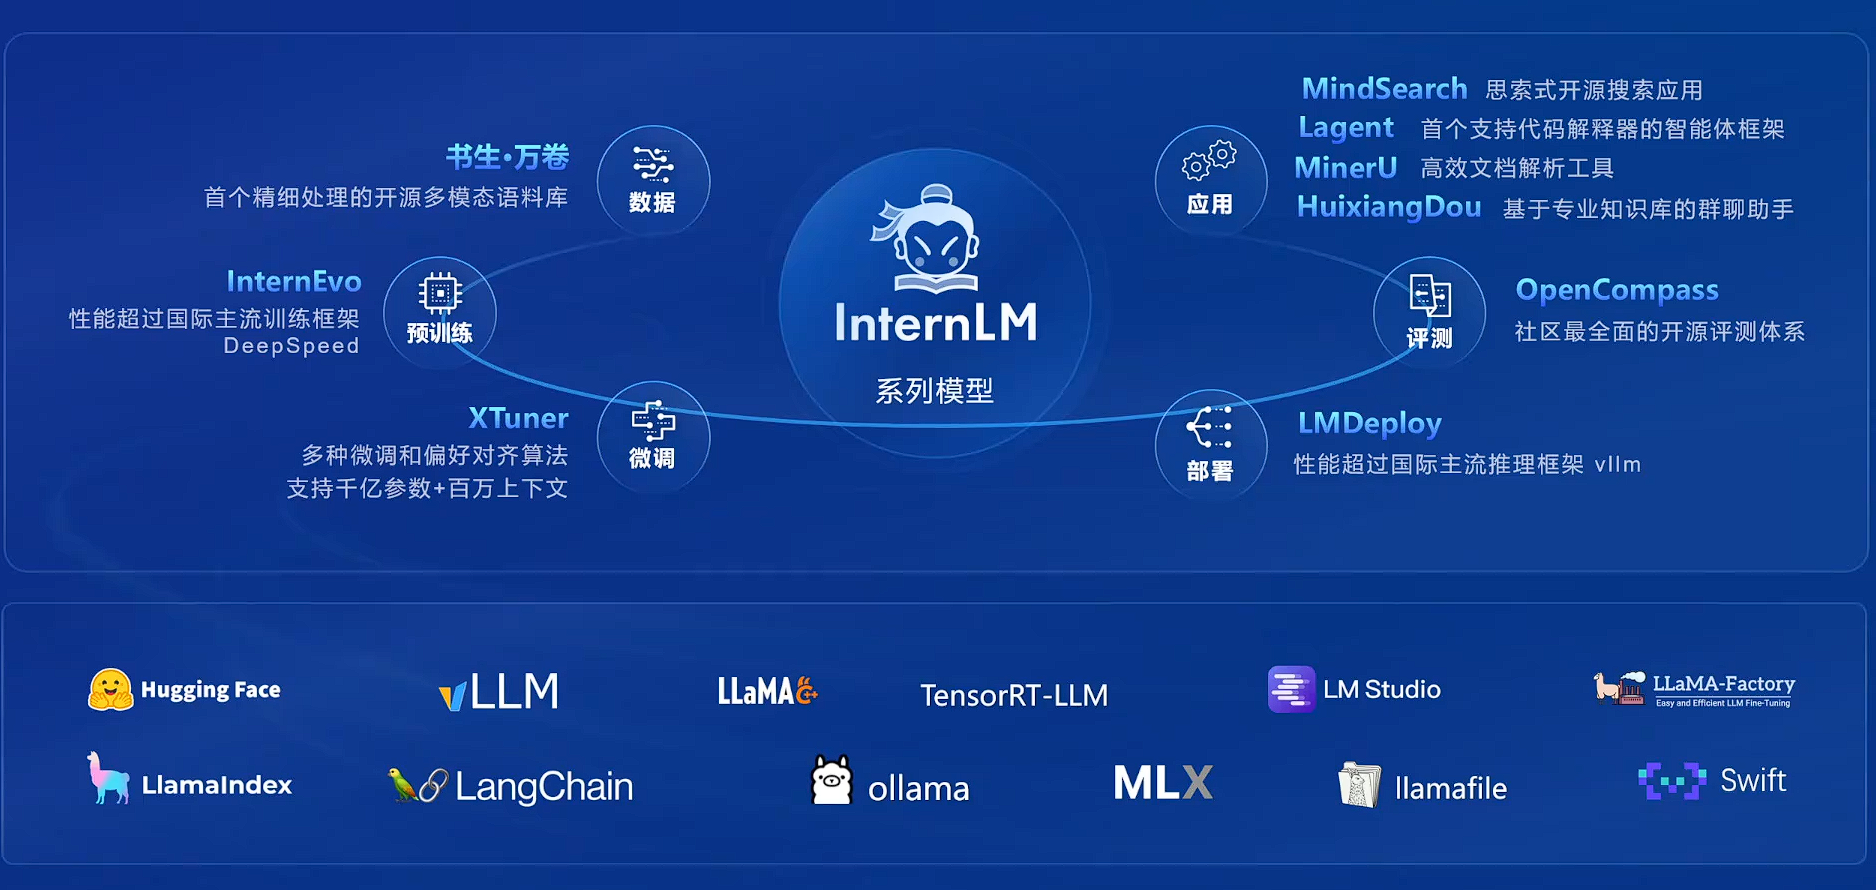 书生·万卷
首个精细处理的开源多模态语料库
数据
InternEvo
性能超过国际主流训练框架
DeepSpeed
预训练
XTuner
多种微调和偏好对齐算法
支持千亿参数+百万上下文
微调
InternLM
系列模型
应用
MindSearch 思索式开源搜索应用
Lagent 首个支持代码解释器的智能体框架
MinerU 高效文档解析工具
HuixiangDou 基于专业知识库的群聊助手
评测
OpenCompass
社区最全面的开源评测体系
部署
LMDeploy
性能超过国际主流推理框架 vllm
Hugging Face
vLLM
LLaMA C++
TensorRT-LLM
LM Studio
LLaMA-Factory
Easy and Efficient LLM Fine-Tuning
LlamaIndex
LangChain
ollama
MLX
llamafile
Swift